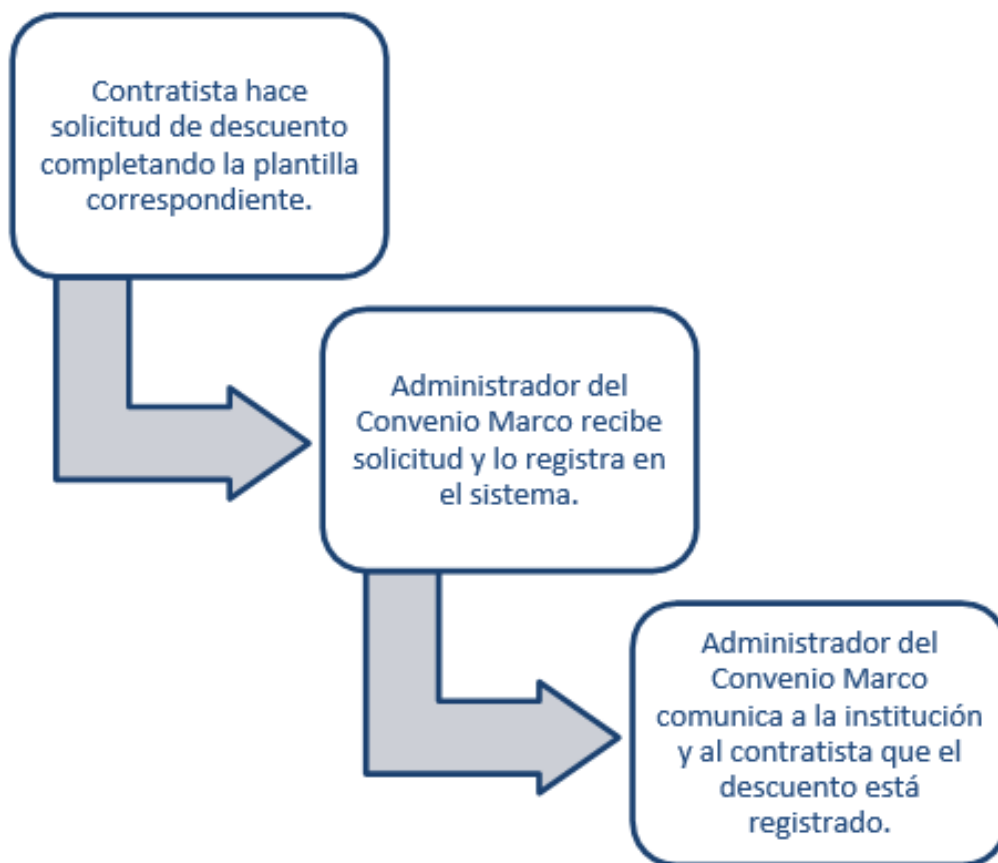 Contratista hace
solicitud de descuento
completando la plantilla
correspondiente.
Administrador del
Convenio Marco recibe
solicitud y lo registra en
el sistema.
Administrador del
Convenio Marco
comunica a la institución
y al contratista que el
descuento está
registrado.